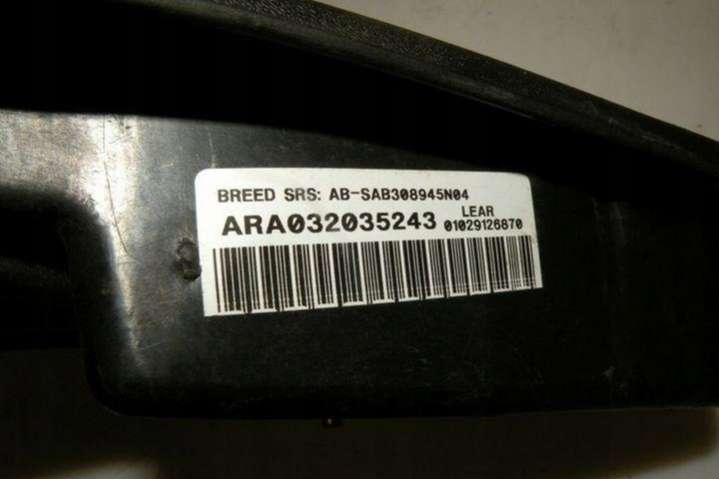 BREED SRS: AB-SAB308945N04
ARA032035243 LEAR
01029126870